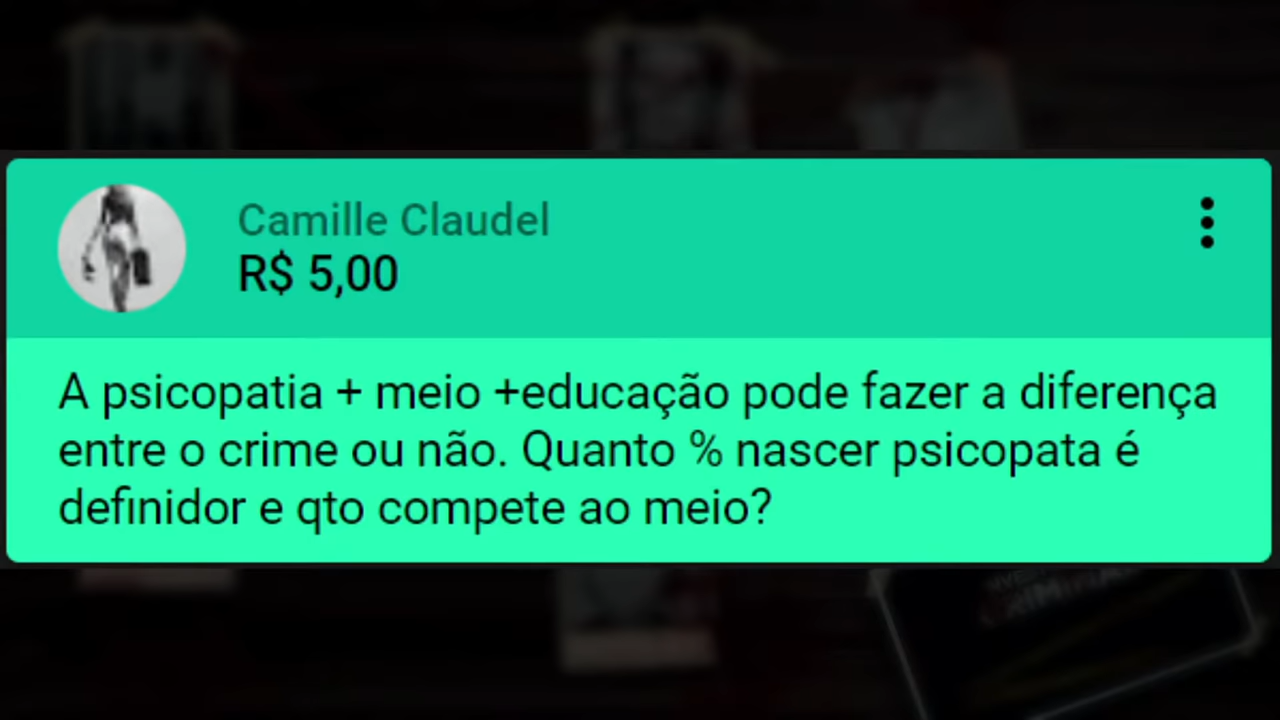 Camille Claudel
R$ 5,00
A psicopatia + meio +educação pode fazer a diferença
entre o crime ou não. Quanto % nascer psicopata é
definidor e qto compete ao meio?